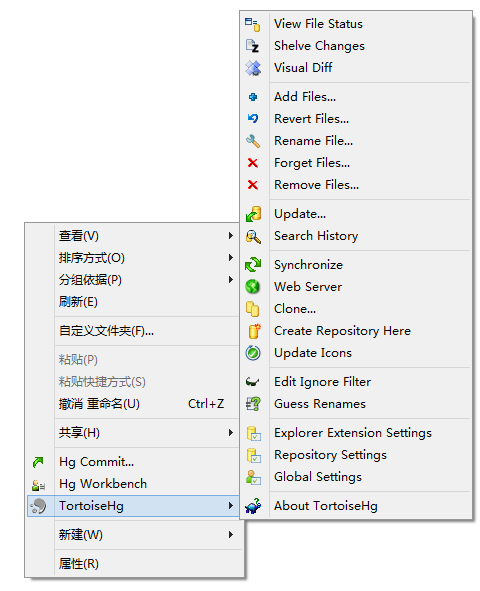 View File Status
Shelve Changes
Visual Diff
Add Files...
Revert Files...
Rename File...
Forget Files...
Remove Files...
Update...
Search History
Synchronize
Web Server
Clone...
Create Repository Here
Update Icons
Edit Ignore Filter
Guess Renames
Explorer Extension Settings
Repository Settings
Global Settings
About TortoiseHg
查看(V)
排序方式(O)
分组依据(P)
刷新(E)
自定义文件夹(F)...
粘贴(P)
粘贴快捷方式(S)
撤消 重命名(U) Ctrl+Z
共享(H)
Hg Commit...
Hg Workbench
TortoiseHg
新建(W)
属性(R)